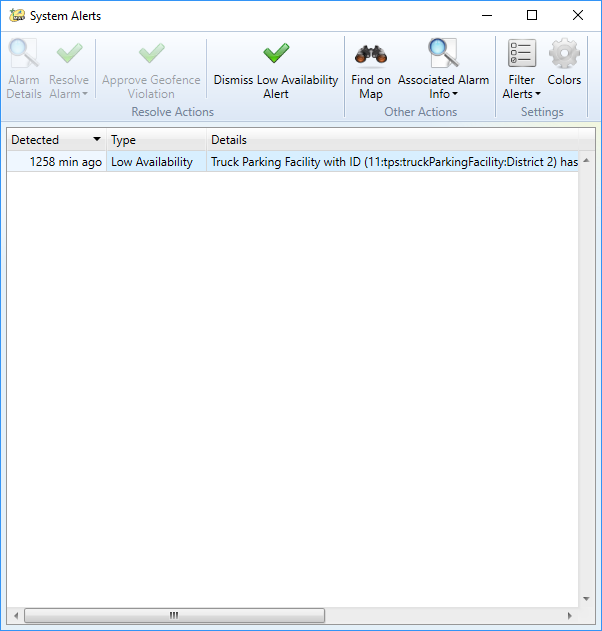 System Alerts
Alarm Details
Resolve Alarm
Approve Geofence Violation
Dismiss Low Availability Alert
Find on Map
Associated Alarm Info
Filter Alerts
Colors
Resolve Actions
Other Actions
Settings
Detected Type Details
1258 min ago Low Availability Truck Parking Facility with ID (11:tps:truckParkingFacility:District 2) has